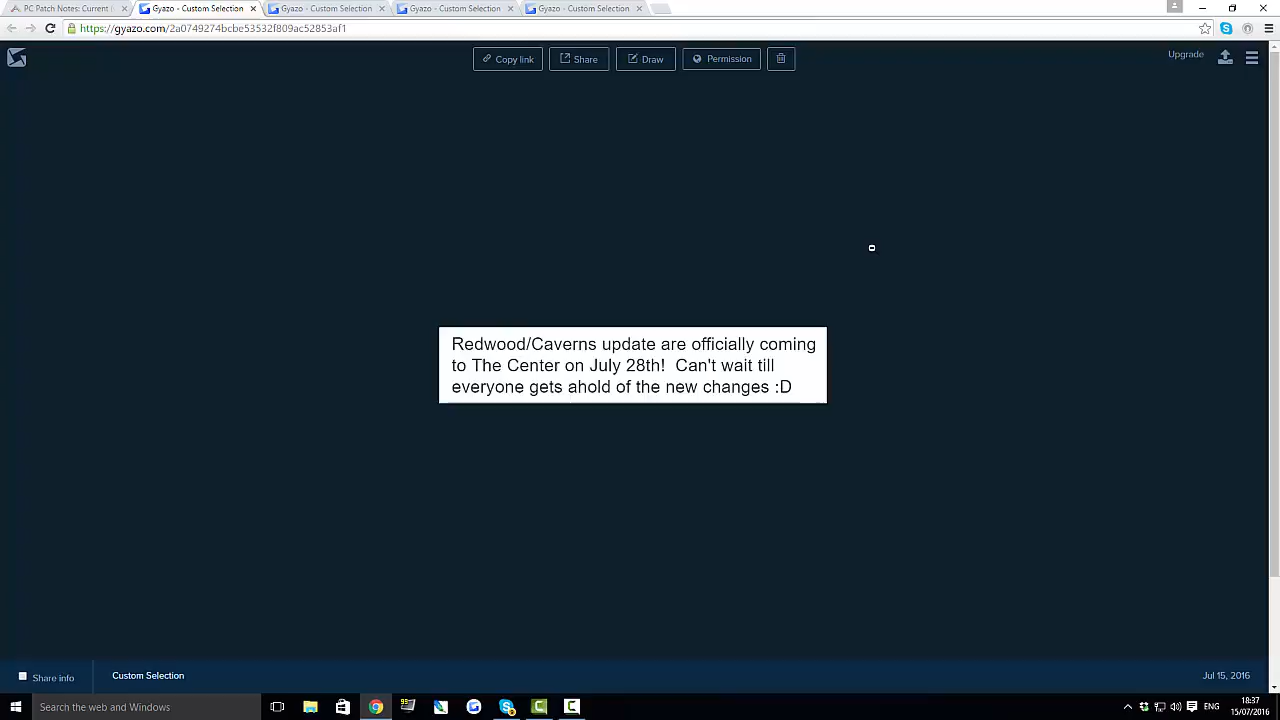 PC Patch Notes: Current
Gyazo - Custom Selection
Gyazo - Custom Selection
Gyazo - Custom Selection
Gyazo - Custom Selection
https://gyazo.com/2a0749274bcbe53532f809ac52853af1
Copy link
Share
Draw
Permission
Upgrade
Redwood/Caverns update are officially coming
to The Center on July 28th! Can't wait till
everyone gets ahold of the new changes :D
Share info
Custom Selection
Jul 15, 2016
Search the web and Windows
ENG
18:37
15/07/2016